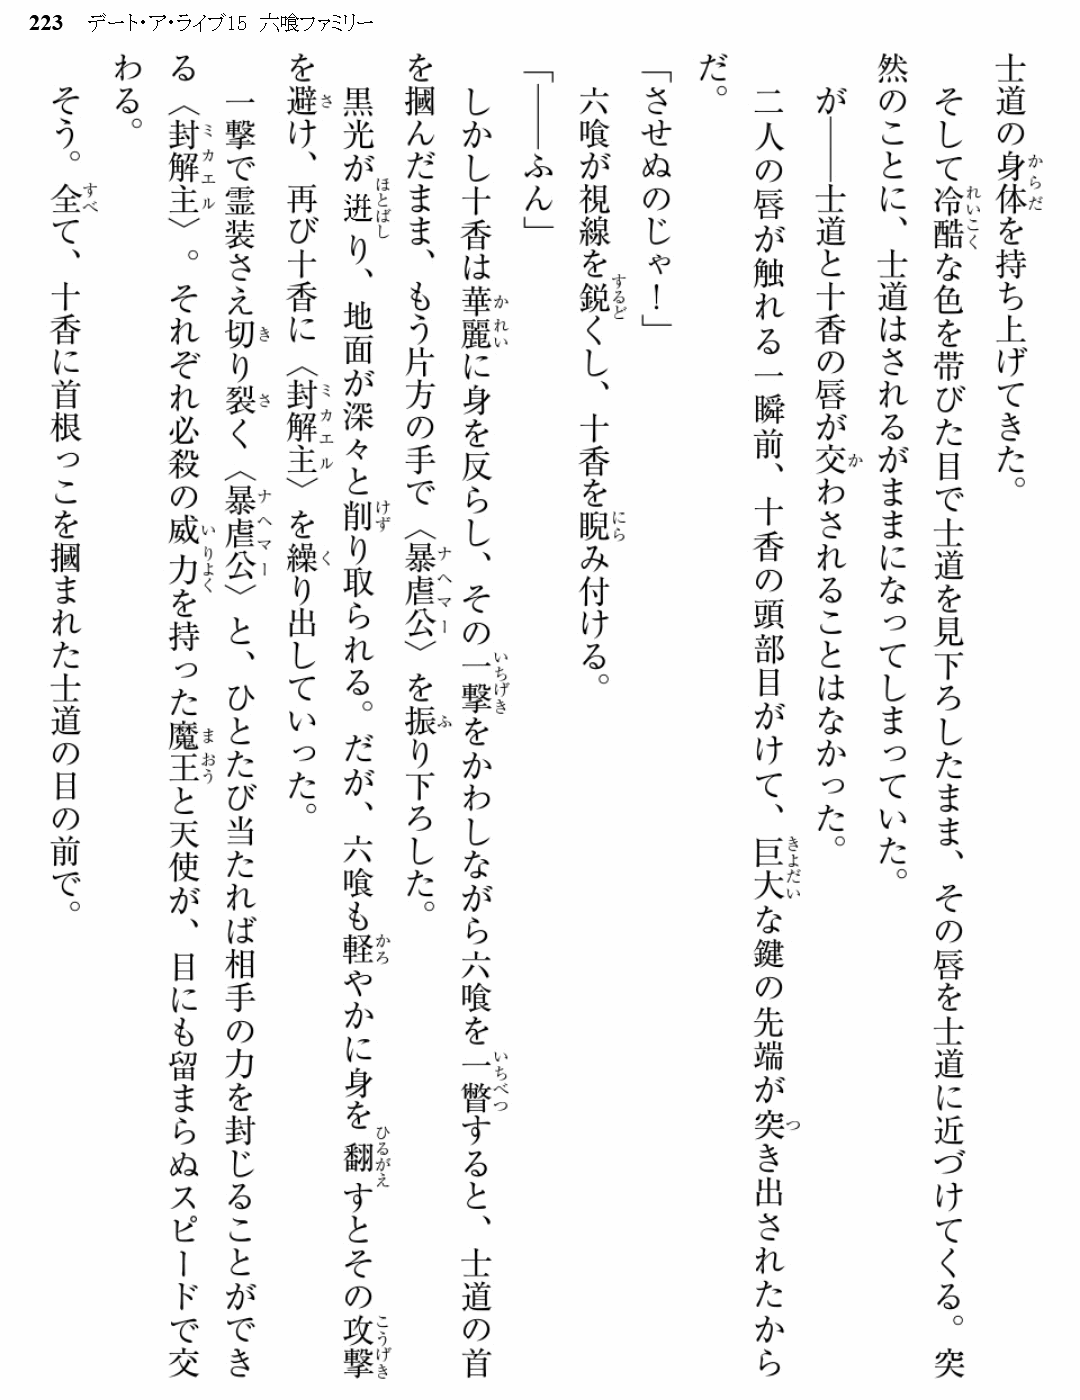 223 デート・ア・ライブ15 六喰ファミリー
士道の身体を持ち上げてきた。
そして冷酷な色を帯びた目で士道を見下ろしたまま、その唇を士道に近づけてくる。突
然のことに、士道はされるがままになってしまっていた。
が――士道と十香の唇が交わされることはなかった。
二人の唇が触れる一瞬前、十香の頭部目がけて、巨大な鍵の先端が突き出されたから
だ。
「させぬのじゃ！」
六喰が視線を鋭くし、十香を睨み付ける。
「――ふん」
しかし十香は華麗に身を反らし、その一撃をかわしながら六喰を一瞥すると、士道の首
を摑んだまま、もう片方の手で〈暴虐公〉を振り下ろした。
黒光が迸り、地面が深々と削り取られる。だが、六喰も軽やかに身を翻すとその攻撃
を避け、再び十香に〈封解主〉を繰り出していった。
一撃で霊装さえ切り裂く〈暴虐公〉と、ひとたび当たれば相手の力を封じることができ
る〈封解主〉。それぞれ必殺の威力を持った魔王と天使が、目にも留まらぬスピードで交
わる。
そう。全て、十香に首根っこを摑まれた士道の目の前で。